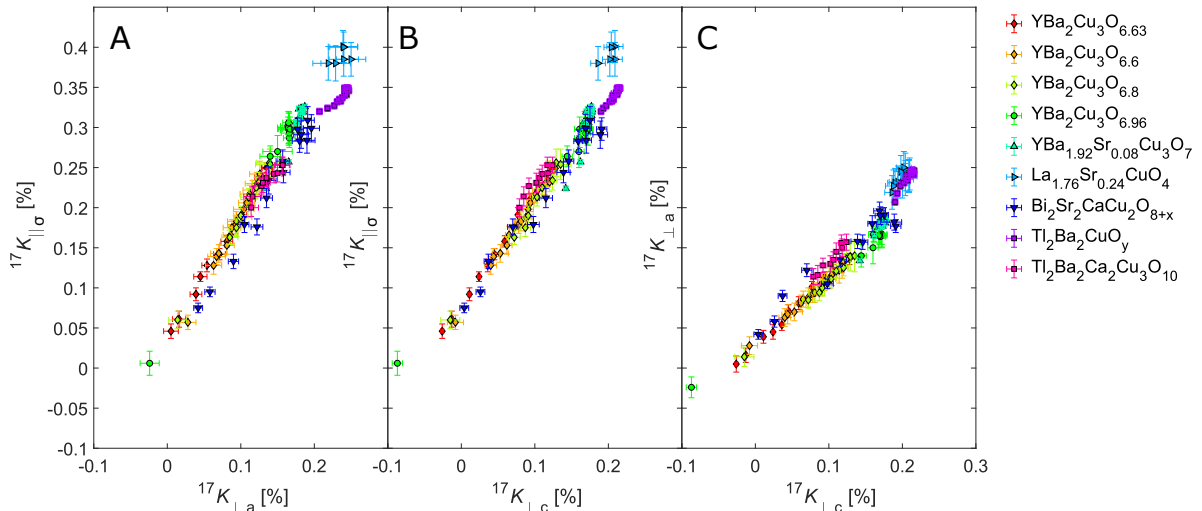 A
B
C
0.4
0.35
0.3
0.25
0.2
0.15
0.1
0.05
0
-0.05
-0.1
¹⁷K||σ [%]
¹⁷K||σ [%]
¹⁷K⊥a [%]
-0.1 0 0.1 0.2
-0.1 0 0.1 0.2
-0.1 0 0.1 0.2 0.3
¹⁷K⊥a [%]
¹⁷K⊥c [%]
¹⁷K⊥c [%]
YBa₂Cu₃O₆.₆₃
YBa₂Cu₃O₆.₆
YBa₂Cu₃O₆.₈
YBa₂Cu₃O₆.₉₆
YBa₁.₉₂Sr₀.₀₈Cu₃O₇
La₁.₇₆Sr₀.₂₄CuO₄
Bi₂Sr₂CaCu₂O₈₊ₓ
Tl₂Ba₂CuOy
Tl₂Ba₂Ca₂Cu₃O₁₀